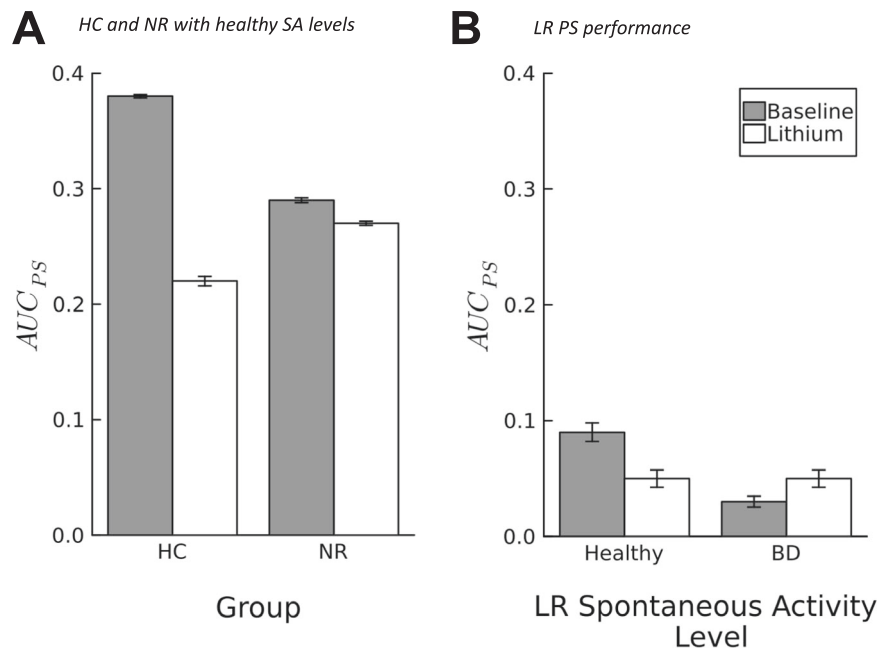 A
HC and NR with healthy SA levels
0.4
0.3
0.2
0.1
0.0
AUC PS
HC
NR
Group
B
LR PS performance
Baseline
Lithium
0.4
0.3
0.2
0.1
0.0
AUC PS
Healthy
BD
LR Spontaneous Activity
Level